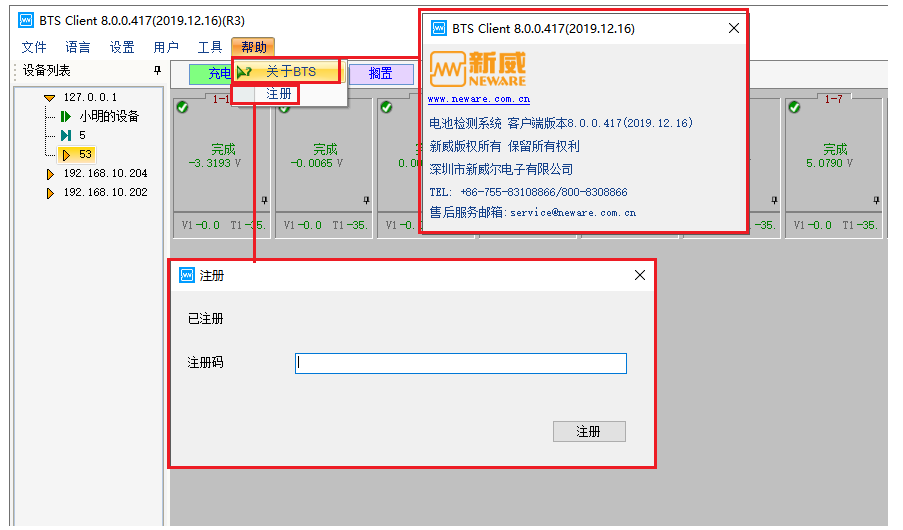 BTS Client 8.0.0.417(2019.12.16)(R3)
文件 语言 设置 用户 工具 帮助
设备列表
关于BTS
注册
搁置
127.0.0.1
小明的设备
5
53
192.168.10.204
192.168.10.202
1-1
完成
-3.3193 V
V1-0.0 T1-35.
完成
-0.0065 V
V1-0.0 T1-35.
V1-0.
-35.
1-7
完成
5.0790 V
V1-0.0 T1-35.
BTS Client 8.0.0.417(2019.12.16)
新威
NEWARE
www.neware.com.cn
电池检测系统 客户端版本8.0.0.417(2019.12.16)
新威版权所有 保留所有权利
深圳市新威尔电子有限公司
TEL: +86-755-83108866/800-8308866
售后服务邮箱:service@neware.com.cn
注册
已注册
注册码
注册